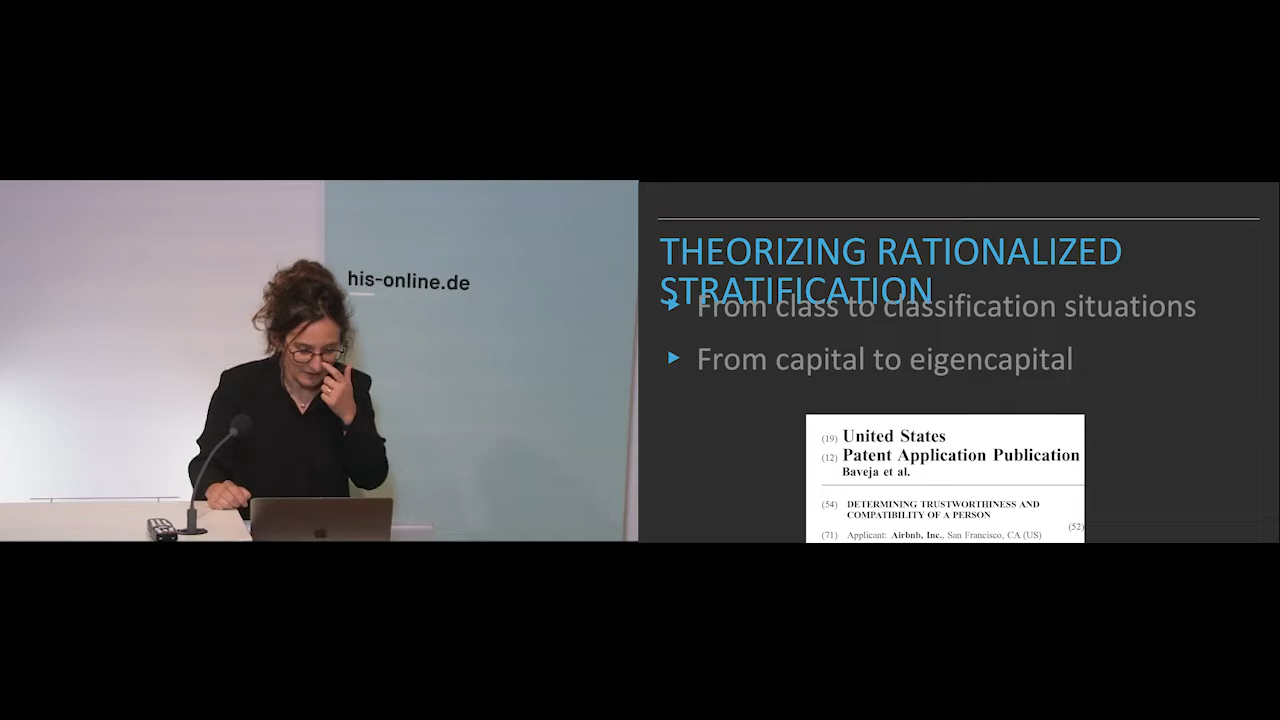 his-online.de
THEORIZING RATIONALIZED
STRATIFICATION
From class to classification situations
From capital to eigencapital
(19) United States
(12) Patent Application Publication
Baveja et al.
(54) DETERMINING TRUSTWORTHINESS AND
COMPATIBILITY OF A PERSON
(52)
(71) Applicant: Airbnb, Inc., San Francisco, CA (US)